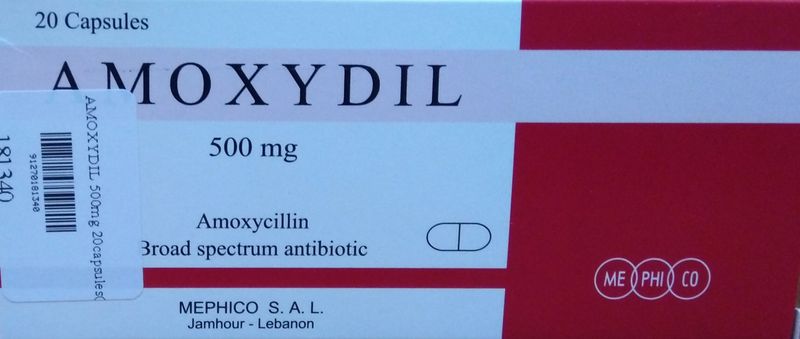 20 Capsules
AMOXYDIL
500 mg
Amoxycillin
Broad spectrum antibiotic
MEPHICO S. A. L.
Jamhour - Lebanon
ME PHI CO
AMOXYDIL 500mg 20capsules(
91270181340
181340